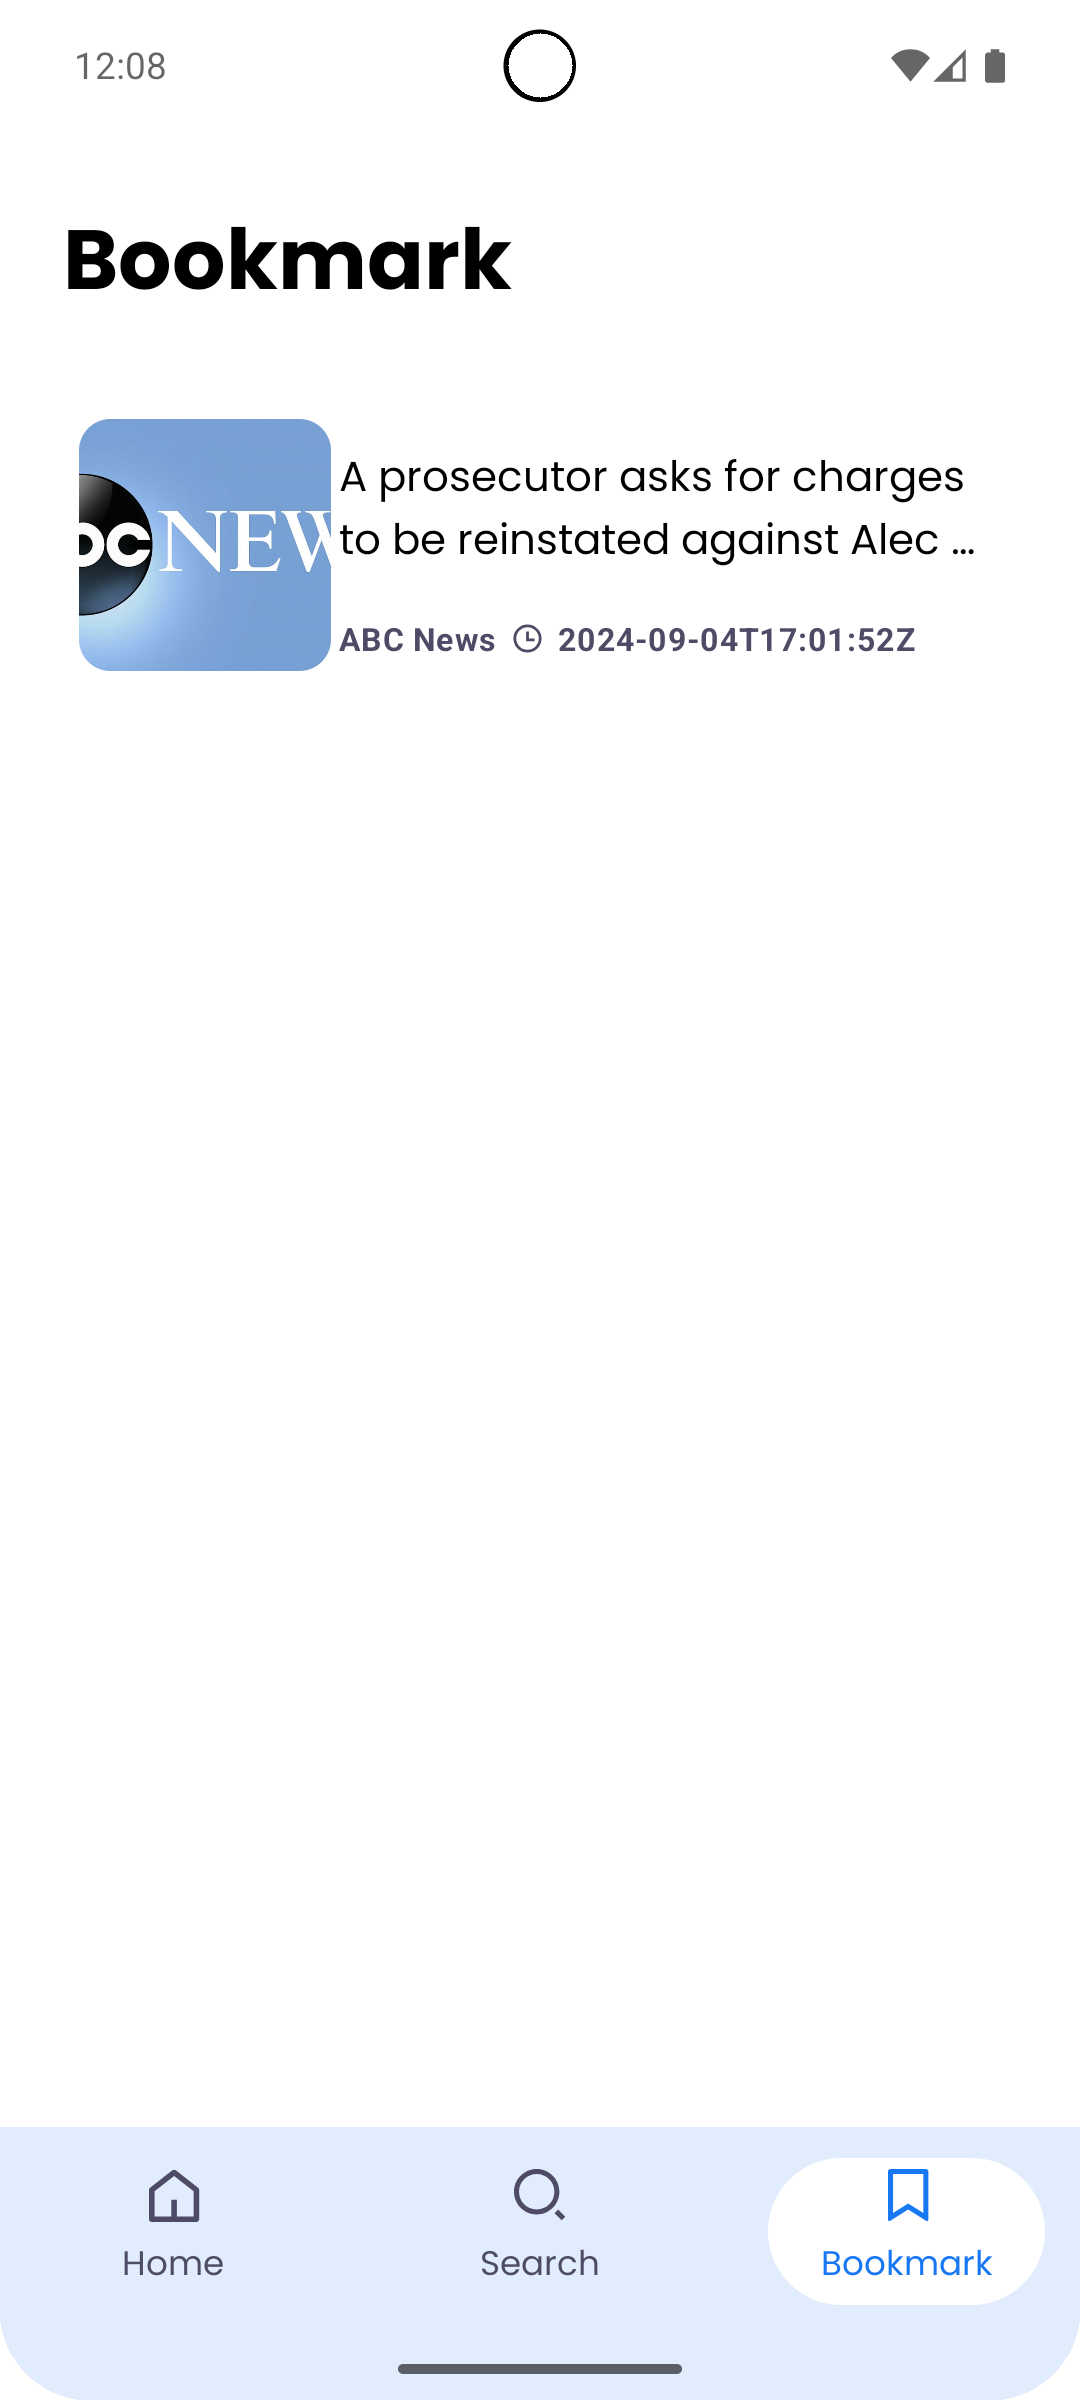 12:08
Bookmark
A prosecutor asks for charges
to be reinstated against Alec ...
ABC News 2024-09-04T17:01:52Z
Home
Search
Bookmark